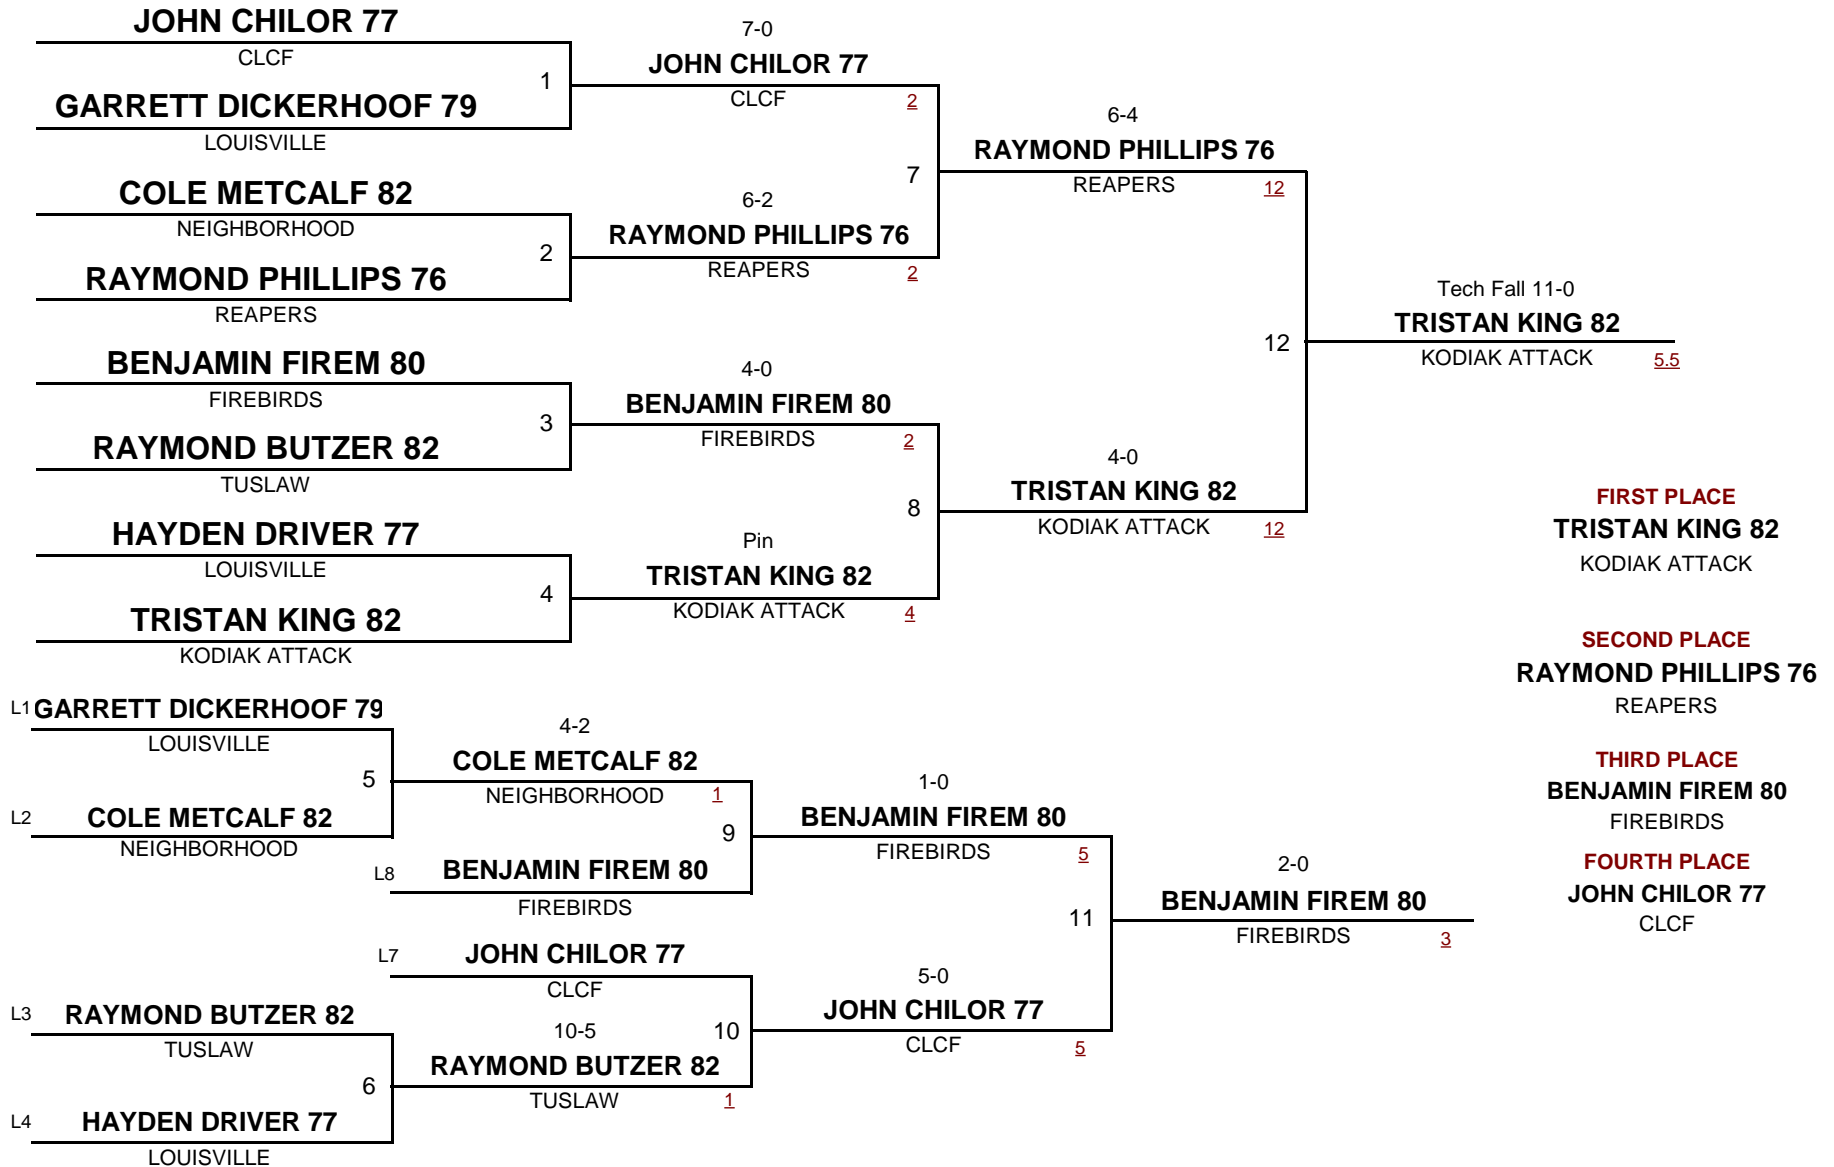 JOHN CHILOR 77
CLCF
1
GARRETT DICKERHOOF 79
LOUISVILLE
7-0
JOHN CHILOR 77
CLCF
2
COLE METCALF 82
NEIGHBORHOOD
2
RAYMOND PHILLIPS 76
REAPERS
6-2
RAYMOND PHILLIPS 76
REAPERS
2
7
6-4
RAYMOND PHILLIPS 76
REAPERS
12
BENJAMIN FIREM 80
FIREBIRDS
3
RAYMOND BUTZER 82
TUSLAW
4-0
BENJAMIN FIREM 80
FIREBIRDS
2
HAYDEN DRIVER 77
LOUISVILLE
4
TRISTAN KING 82
KODIAK ATTACK
Pin
TRISTAN KING 82
KODIAK ATTACK
4
8
4-0
TRISTAN KING 82
KODIAK ATTACK
12
12
Tech Fall 11-0
TRISTAN KING 82
KODIAK ATTACK
5.5
FIRST PLACE
TRISTAN KING 82
KODIAK ATTACK
SECOND PLACE
RAYMOND PHILLIPS 76
REAPERS
THIRD PLACE
BENJAMIN FIREM 80
FIREBIRDS
FOURTH PLACE
JOHN CHILOR 77
CLCF
L1 GARRETT DICKERHOOF 79
LOUISVILLE
5
L2 COLE METCALF 82
NEIGHBORHOOD
4-2
COLE METCALF 82
NEIGHBORHOOD
1
9
L8 BENJAMIN FIREM 80
FIREBIRDS
1-0
BENJAMIN FIREM 80
FIREBIRDS
5
L7 JOHN CHILOR 77
CLCF
L3 RAYMOND BUTZER 82
TUSLAW
6
L4 HAYDEN DRIVER 77
LOUISVILLE
10-5
RAYMOND BUTZER 82
TUSLAW
1
10
5-0
JOHN CHILOR 77
CLCF
5
11
2-0
BENJAMIN FIREM 80
FIREBIRDS
3